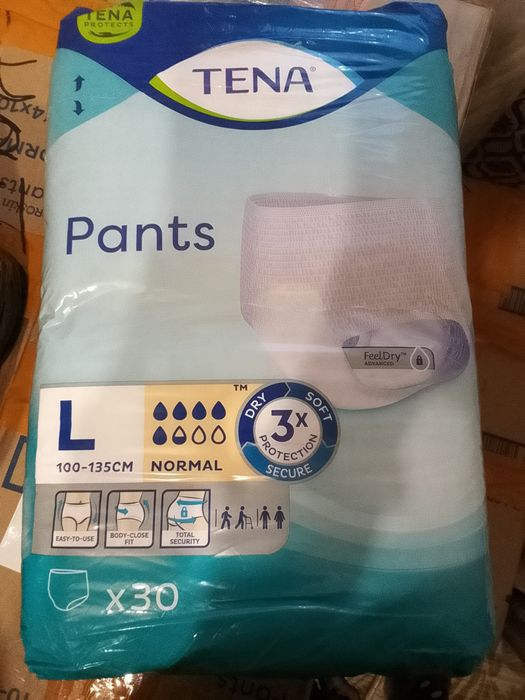 TENA
PROTECTS
TENA®
Pants
FeelDry™
ADVANCED
L
100-135CM
NORMAL
™
DRY
SOFT
3x
PROTECTION
SECURE
EASY-TO-USE
BODY-CLOSE
FIT
TOTAL
SECURITY
x30